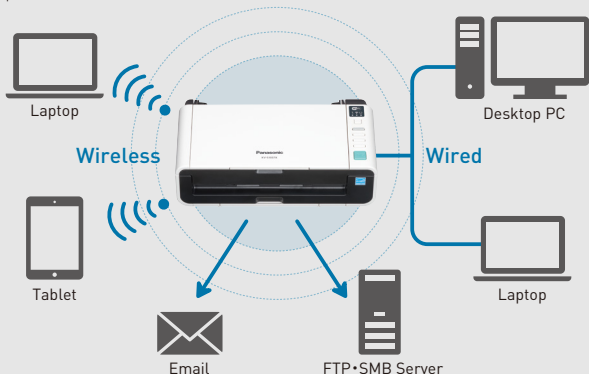 Laptop
Desktop PC
Wireless
Panasonic
Wired
Tablet
Laptop
Email
FTP•SMB Server